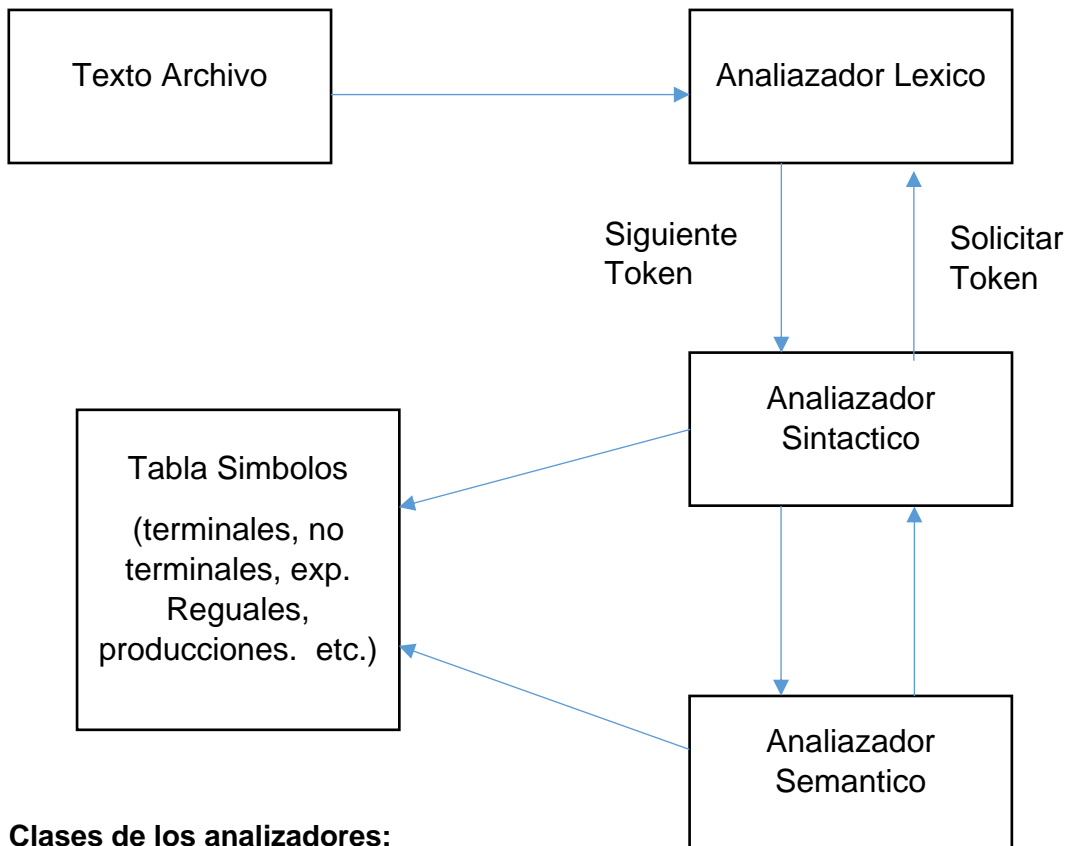 Texto Archivo
Analiazador Lexico
Siguiente
Token
Solicitar
Token
Analiazador
Sintactico
Tabla Simbolos
(terminales, no
terminales, exp.
Reguales,
producciones. etc.)
Analiazador
Semantico
Clases de los analizadores: